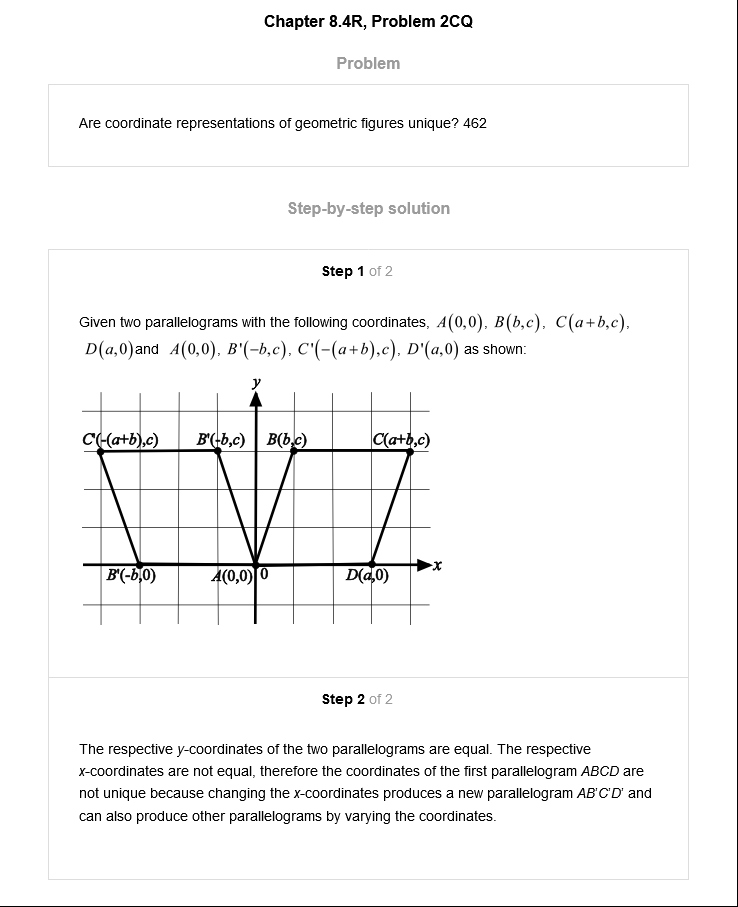 Chapter 8.4R, Problem 2CQ
Problem
Are coordinate representations of geometric figures unique? 462
Step-by-step solution
Step 1 of 2
Given two parallelograms with the following coordinates, A(0,0), B(b,c), C(a+b,c),
D(a,0)and A(0,0), B'(−b,c), C'(−(a+b),c), D'(a,0) as shown:
y
C'(-(a+b),c) B'(-b,c) B(b,c) C(a+b,c)
x
B'(-b,0) A(0,0) 0 D(a,0)
Step 2 of 2
The respective y-coordinates of the two parallelograms are equal. The respective
x-coordinates are not equal, therefore the coordinates of the first parallelogram ABCD are
not unique because changing the x-coordinates produces a new parallelogram AB'C'D' and
can also produce other parallelograms by varying the coordinates.